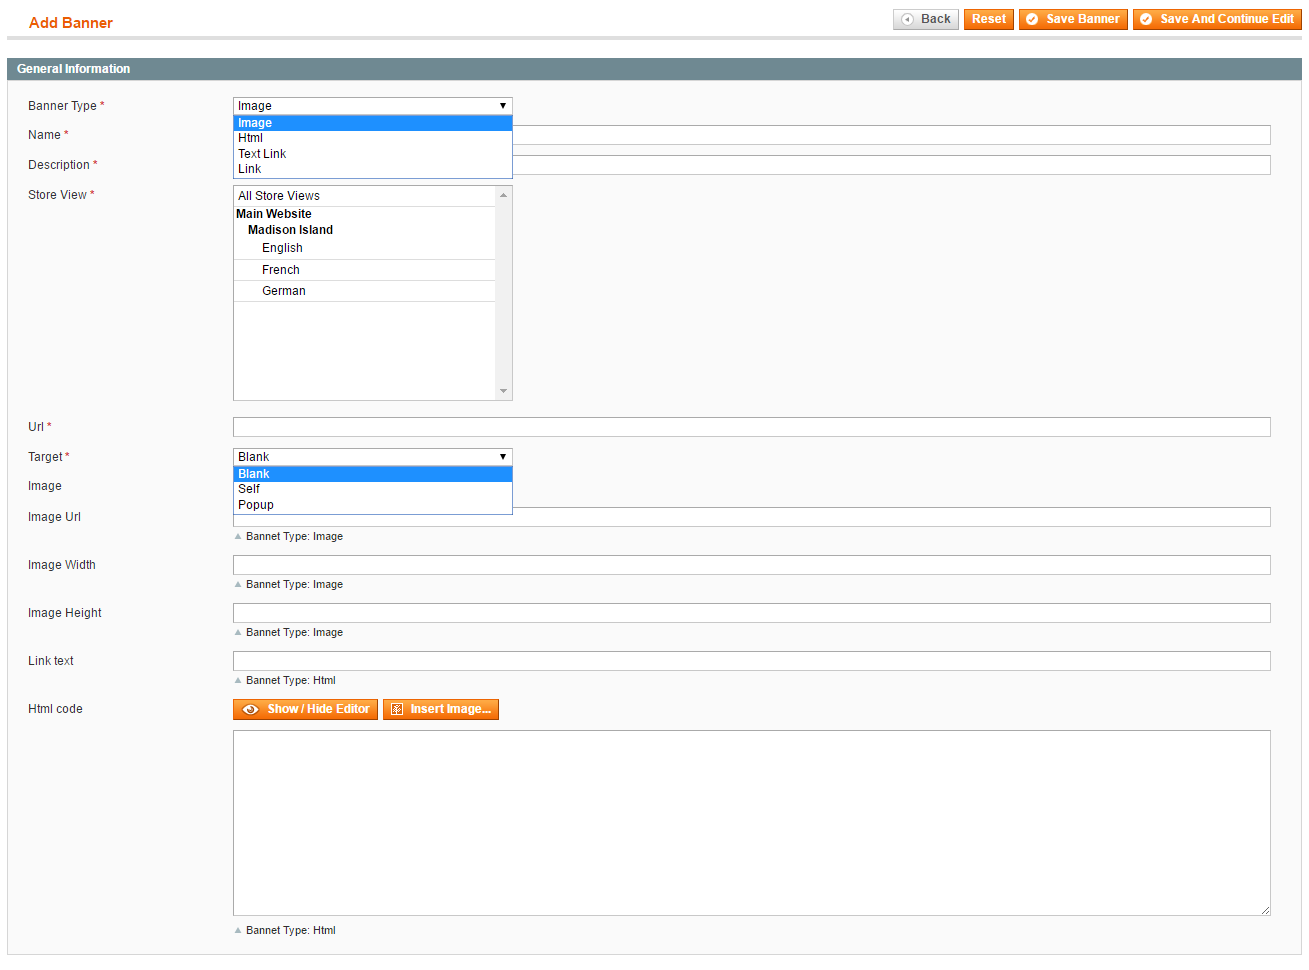 Add Banner
Back Reset Save Banner Save And Continue Edit
General Information
Banner Type * Image
Image
Html
Text Link
Link
Name *
Description *
Store View *
All Store Views
Main Website
Madison Island
English
French
German
Url *
Target * Blank
Blank
Self
Popup
Image
Image Url
Bannet Type: Image
Image Width
Bannet Type: Image
Image Height
Bannet Type: Image
Link text
Bannet Type: Html
Html code Show / Hide Editor Insert Image...
Bannet Type: Html